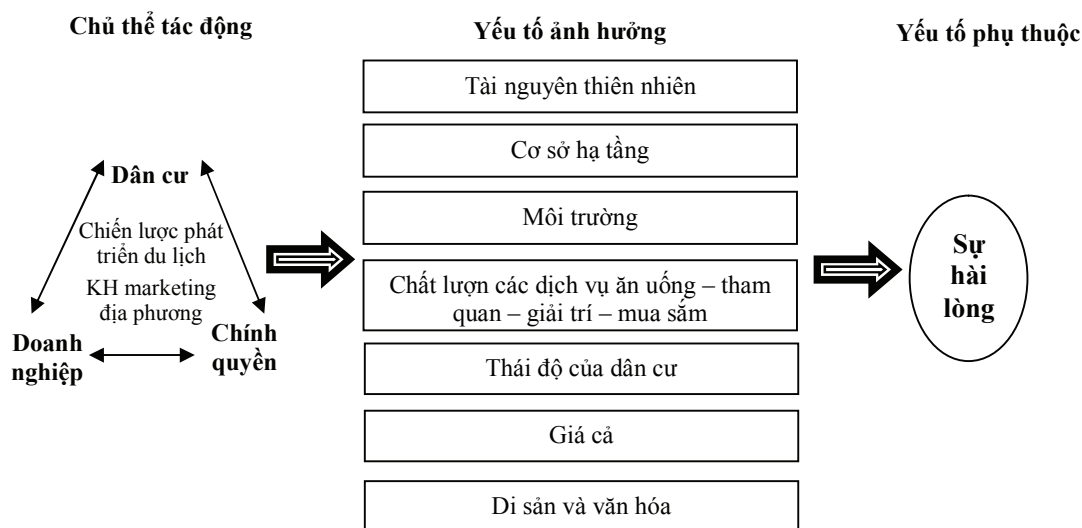 Chủ thể tác động
Yếu tố ảnh hưởng
Yếu tố phụ thuộc
Dân cư
Chiến lược phát
triển du lịch
KH marketing
địa phương
Doanh
nghiệp
Chính
quyền
Tài nguyên thiên nhiên
Cơ sở hạ tầng
Môi trường
Chất lượn các dịch vụ ăn uống – tham
quan – giải trí – mua sắm
Thái độ của dân cư
Giá cả
Di sản và văn hóa
Sự
hài
lòng